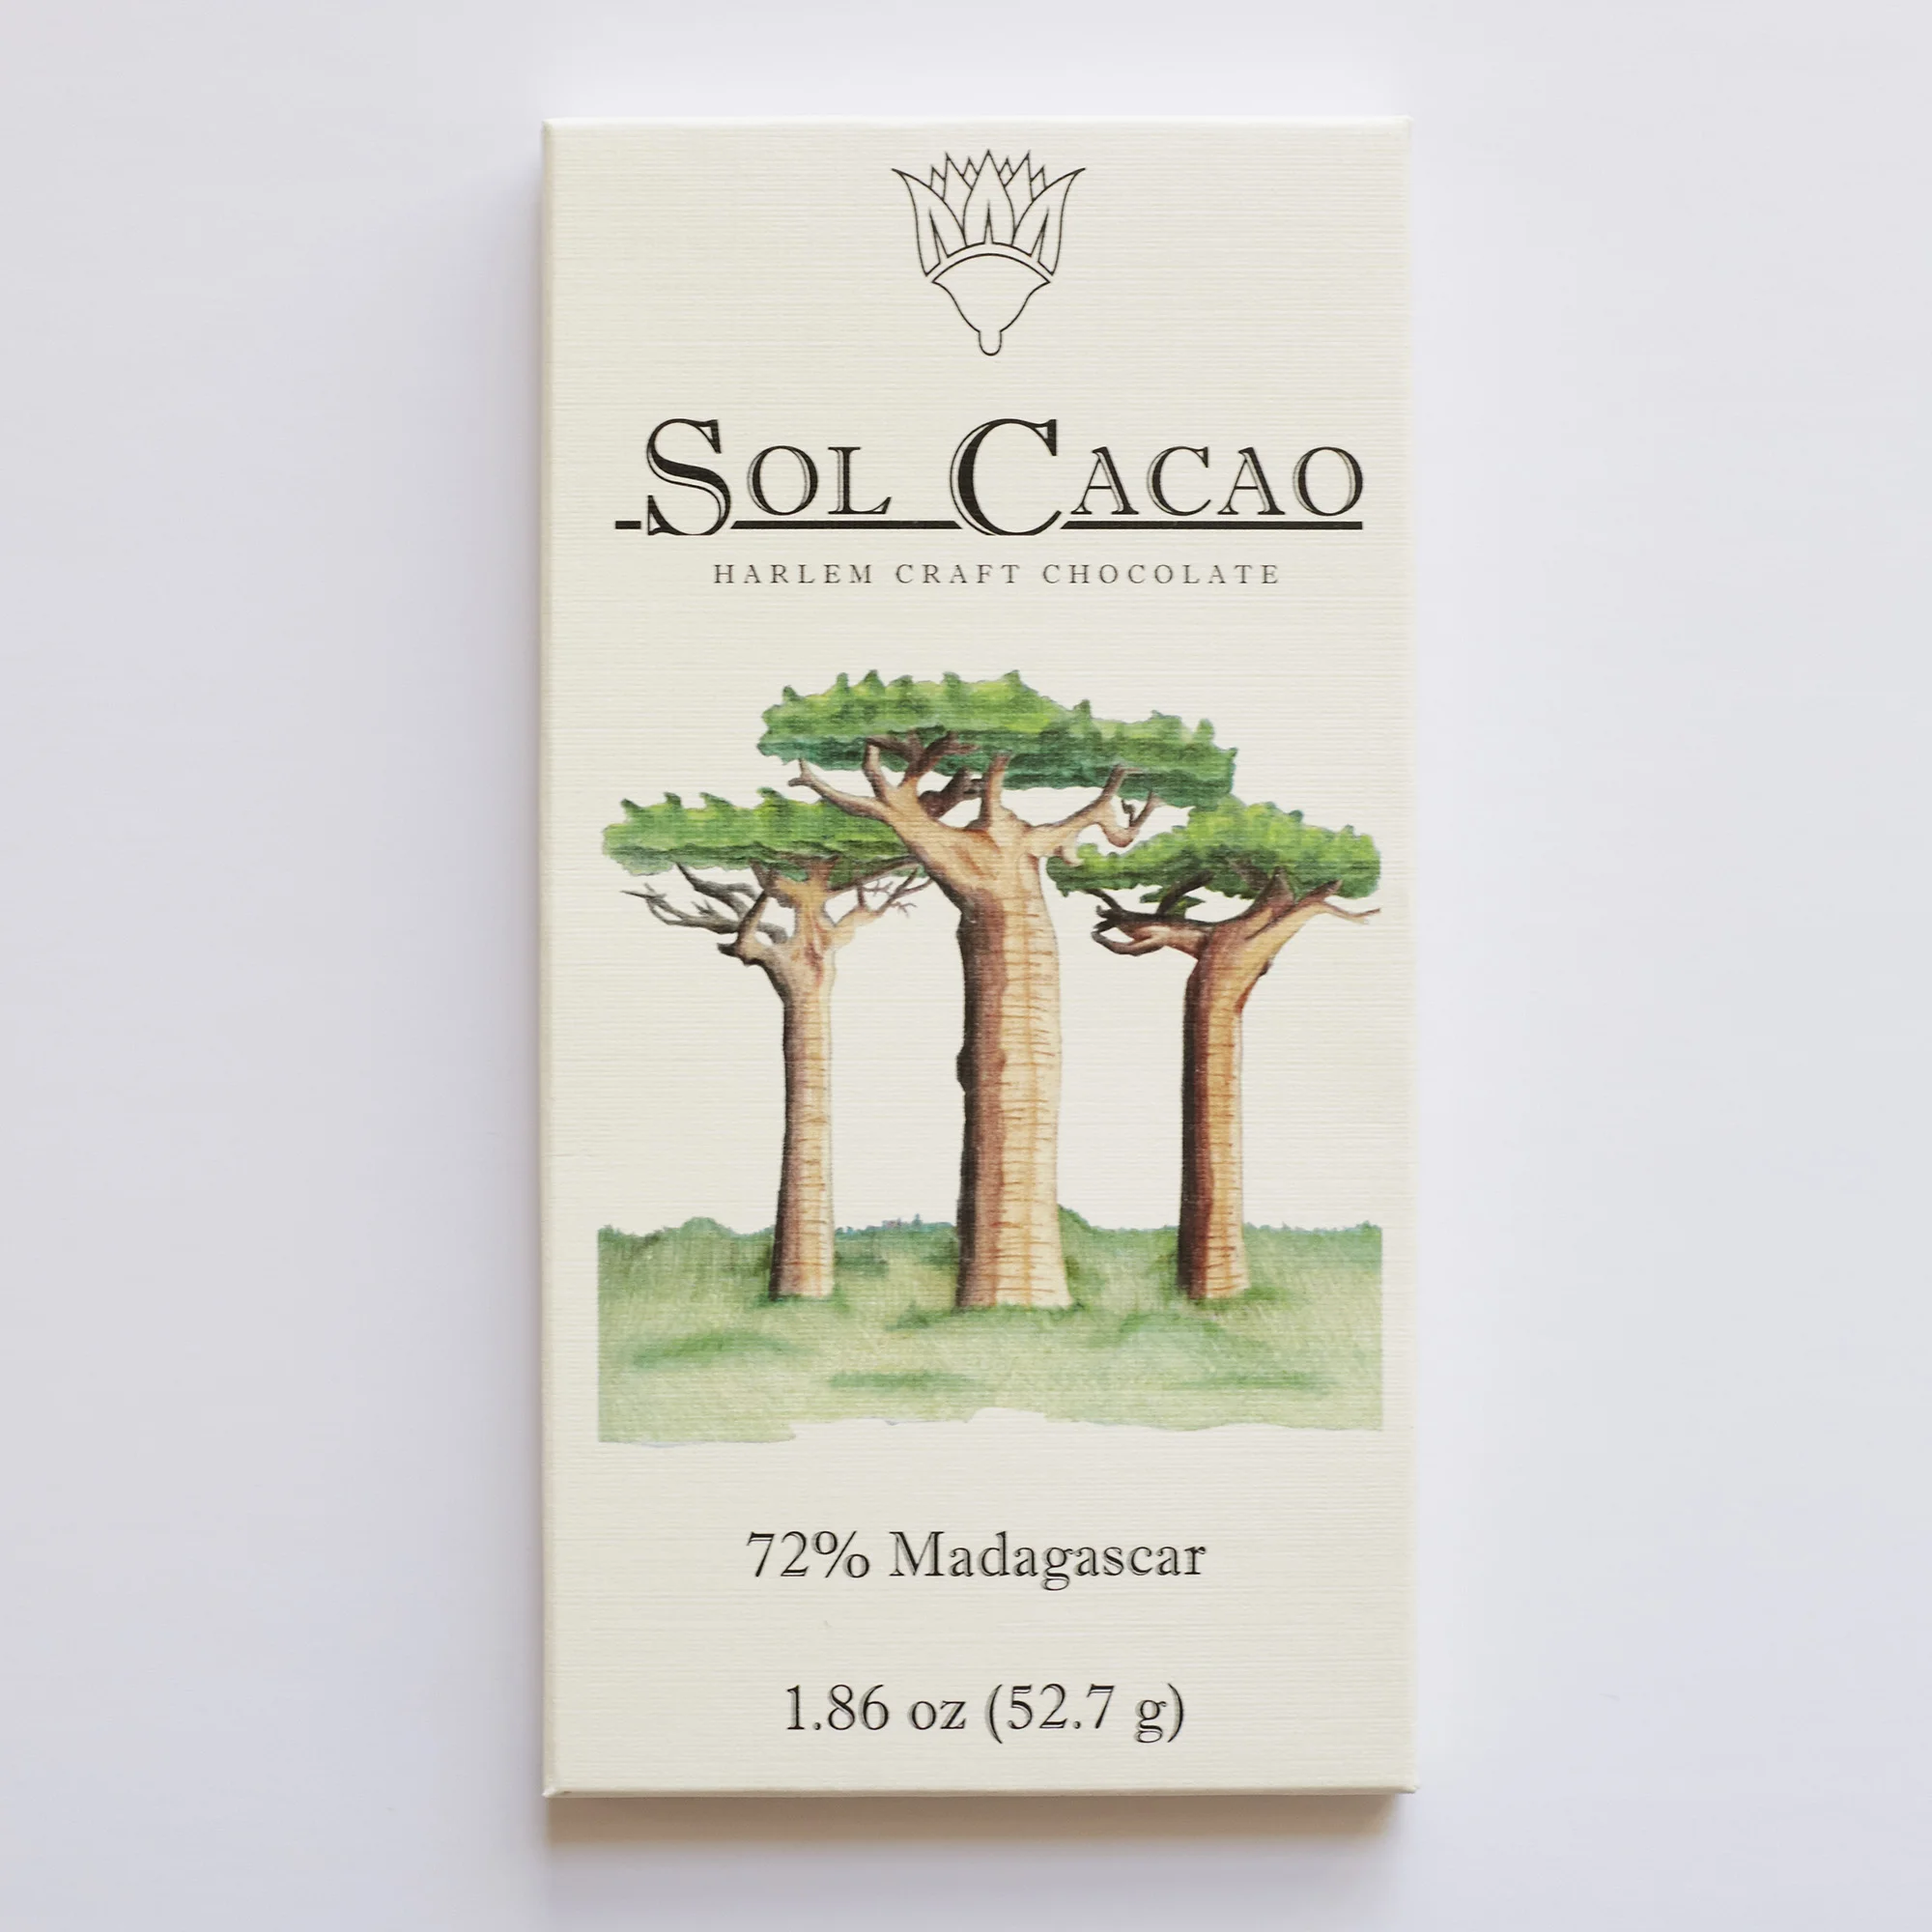 SOL CACAO
HARLEM CRAFT CHOCOLATE
72% Madagascar
1.86 oz (52.7 g)